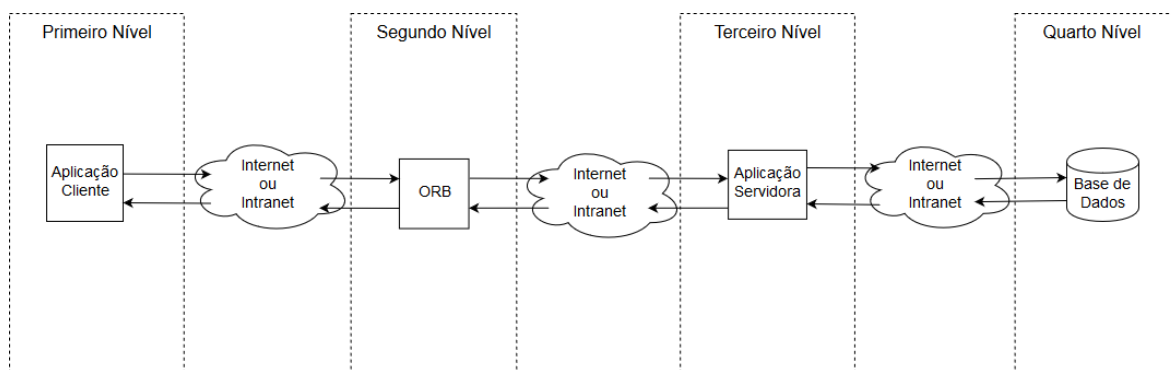 Primeiro Nível
Segundo Nível
Terceiro Nível
Quarto Nível
Aplicação
Cliente
Internet
ou
Intranet
ORB
Internet
ou
Intranet
Aplicação
Servidora
Internet
ou
Intranet
Base de
Dados